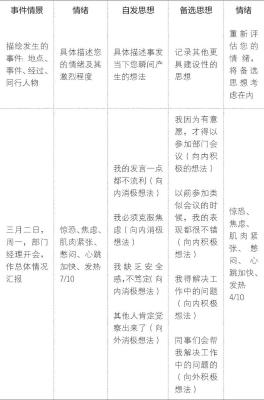 事件情景
情绪
自发思想
备选思想
情绪
描绘发生的
事件：地点、
事件、经过、
同行人物
具体描述您
的情绪及其
激烈程度
具体描述事发
当下您瞬间产
生的想法
记录其他更
具建设性的
思想
重新评
估您的
情绪，
将备选
思想考
虑在内
三月二日，
周一，部门
经理开会，
作总体情况
汇报
惊恐、焦虑、
肌肉紧张、
憋闷、心跳
加快、发热
7/10
我的发言一点
都不流利（向
内消极想法）
我必须克服焦
虑（向内消极
想法）
我缺乏安全
感，不笃定（向
内消极想法）
其他人肯定觉
察出来了（向
外消极想法）
我因为有意
愿，才得以
参加部门会
议（向内积
极的想法）
以前参加类
似会议的时
候，我的表
现都很不错
（向内积极
想法）
我得解决工
作中的问题
（向内积极
想法）
同事们会帮
我解决工作
中的问题的
（向外积极
想法）
惊恐、
焦虑、
肌肉紧
张、憋
闷、心
跳加快、
发热
4/10